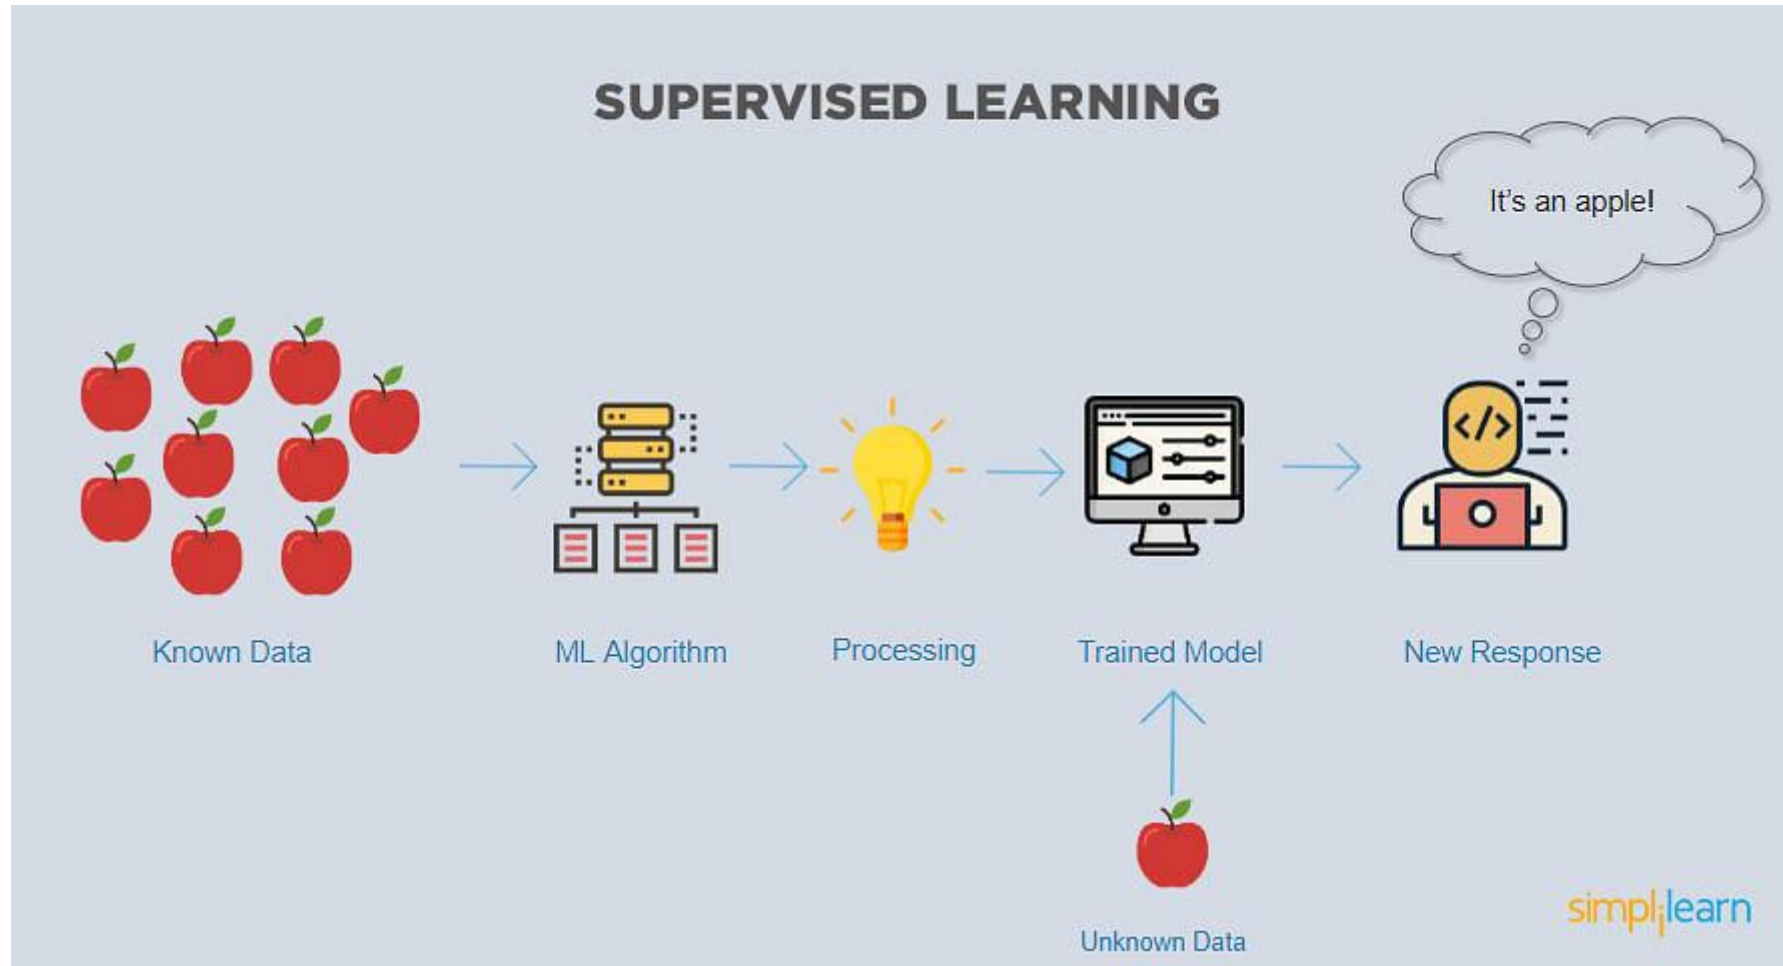 SUPERVISED LEARNING
It's an apple!
</>
Known Data
ML Algorithm
Processing
Trained Model
New Response
Unknown Data
simplilearn